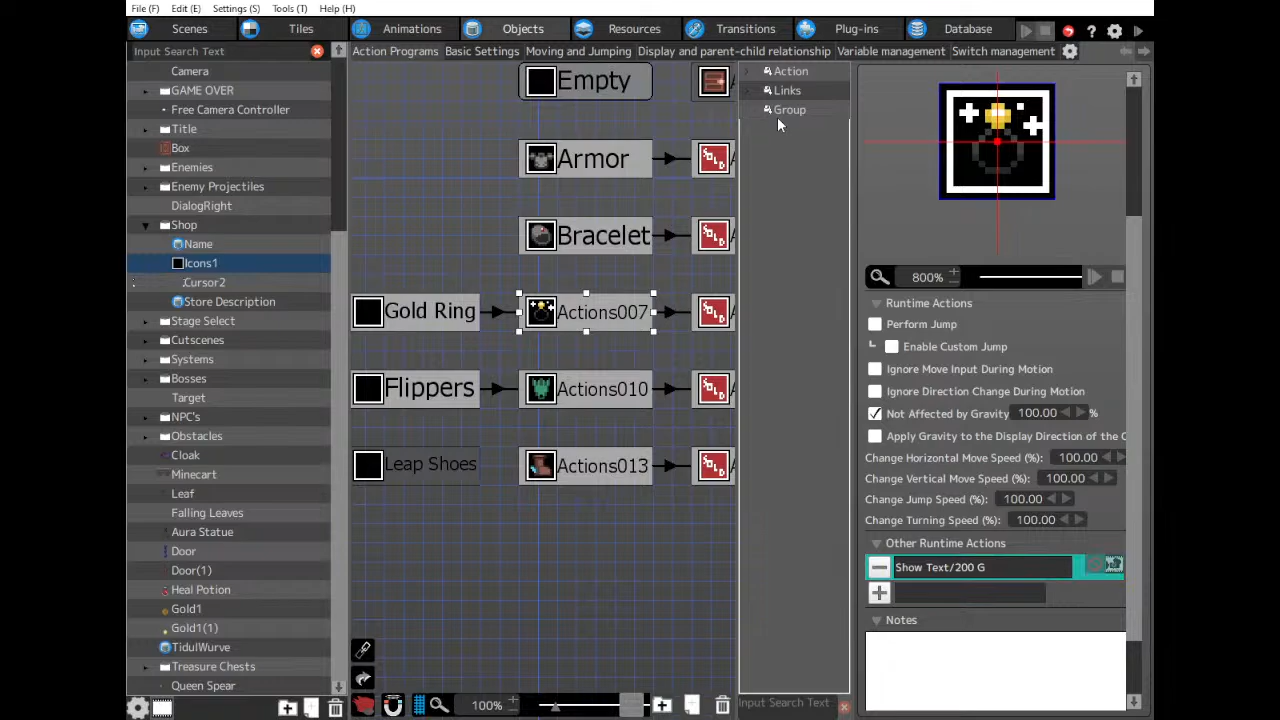 File (F) Edit (E) Settings (S) Tools (T) Help (H)
Scenes Tiles Animations Objects Resources Transitions Plug-ins Database
Input Search Text Action Programs Basic Settings Moving and Jumping Display and parent-child relationship Variable management Switch management
Camera
GAME OVER
Free Camera Controller
Title
Box
Enemies
Enemy Projectiles
DialogRight
Shop
Name
Icons1
Cursor2
Store Description
Stage Select
Cutscenes
Systems
Bosses
Target
NPC's
Obstacles
Cloak
Minecart
Leaf
Falling Leaves
Aura Statue
Door
Door(1)
Heal Potion
Gold1
Gold1(1)
TidulWurve
Treasure Chests
Queen Spear
Empty
Armor SOLD
Bracelet SOLD
Gold Ring Actions007 SOLD
Flippers Actions010 SOLD
Leap Shoes Actions013 SOLD
100%
Action
Links
Group
Input Search Text
800%
Runtime Actions
Perform Jump
Enable Custom Jump
Ignore Move Input During Motion
Ignore Direction Change During Motion
Not Affected by Gravity 100.00 %
Apply Gravity to the Display Direction of the C
Change Horizontal Move Speed (%): 100.00
Change Vertical Move Speed (%): 100.00
Change Jump Speed (%): 100.00
Change Turning Speed (%): 100.00
Other Runtime Actions
Show Text/200 G
Notes